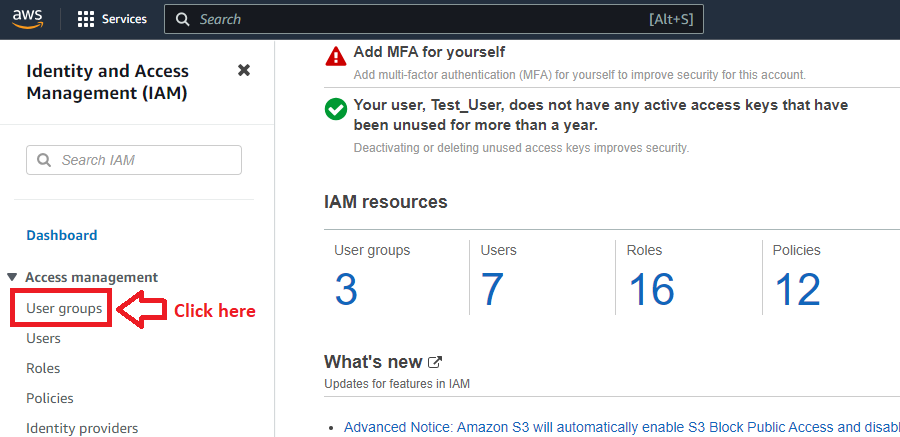 aws
Services
Search
[Alt+S]
Identity and Access
Management (IAM)
Search IAM
Dashboard
Access management
User groups
Click here
Users
Roles
Policies
Identity providers
Add MFA for yourself
Add multi-factor authentication (MFA) for yourself to improve security for this account.
Your user, Test_User, does not have any active access keys that have
been unused for more than a year.
Deactivating or deleting unused access keys improves security.
IAM resources
User groups
3
Users
7
Roles
16
Policies
12
What's new
Updates for features in IAM
Advanced Notice: Amazon S3 will automatically enable S3 Block Public Access and